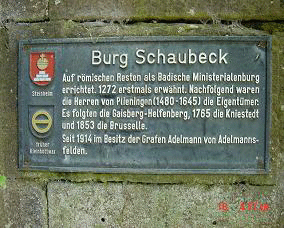 Burg Schaubeck
Auf römischen Resten als Badische Ministerialenburg
errichtet. 1272 erstmals erwähnt. Nachfolgend waren
die Herren von Plieningen (1480-1645) die Eigentümer.
Es folgten die Gaisberg-Helfenberg, 1765 die Kniestedt
und 1853 die Brusselle.
Seit 1914 im Besitz der Grafen Adelmann von Adelmanns-
felden.
Steinheim
früher
Kleinbottwar